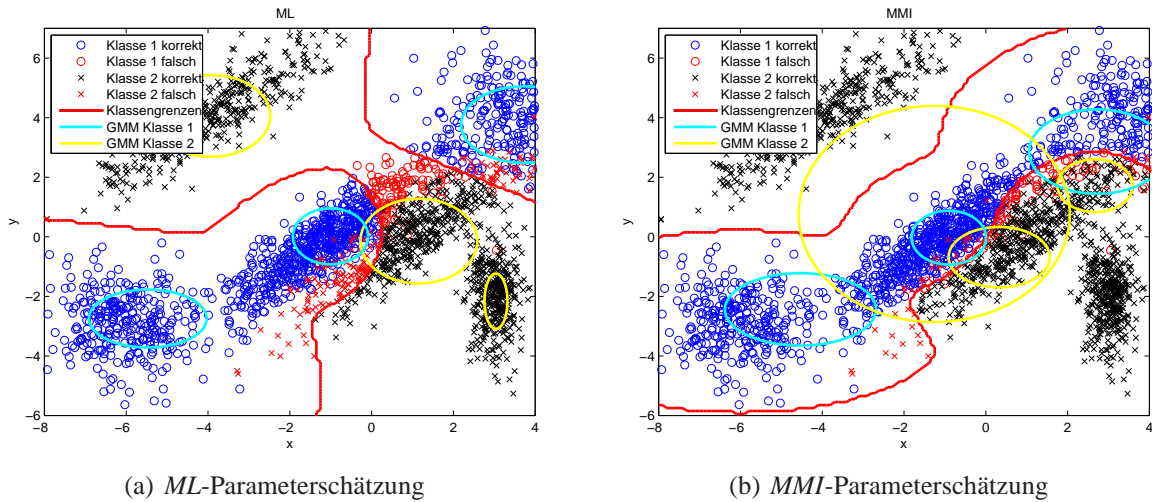 ML
Klasse 1 korrekt
Klasse 1 falsch
Klasse 2 korrekt
Klasse 2 falsch
Klassengrenzen
GMM Klasse 1
GMM Klasse 2
y
6
4
2
0
−2
−4
−6
−8 −6 −4 −2 0 2 4
x
(a) ML-Parameterschätzung
MMI
Klasse 1 korrekt
Klasse 1 falsch
Klasse 2 korrekt
Klasse 2 falsch
Klassengrenzen
GMM Klasse 1
GMM Klasse 2
y
6
4
2
0
−2
−4
−6
−8 −6 −4 −2 0 2 4
x
(b) MMI-Parameterschätzung